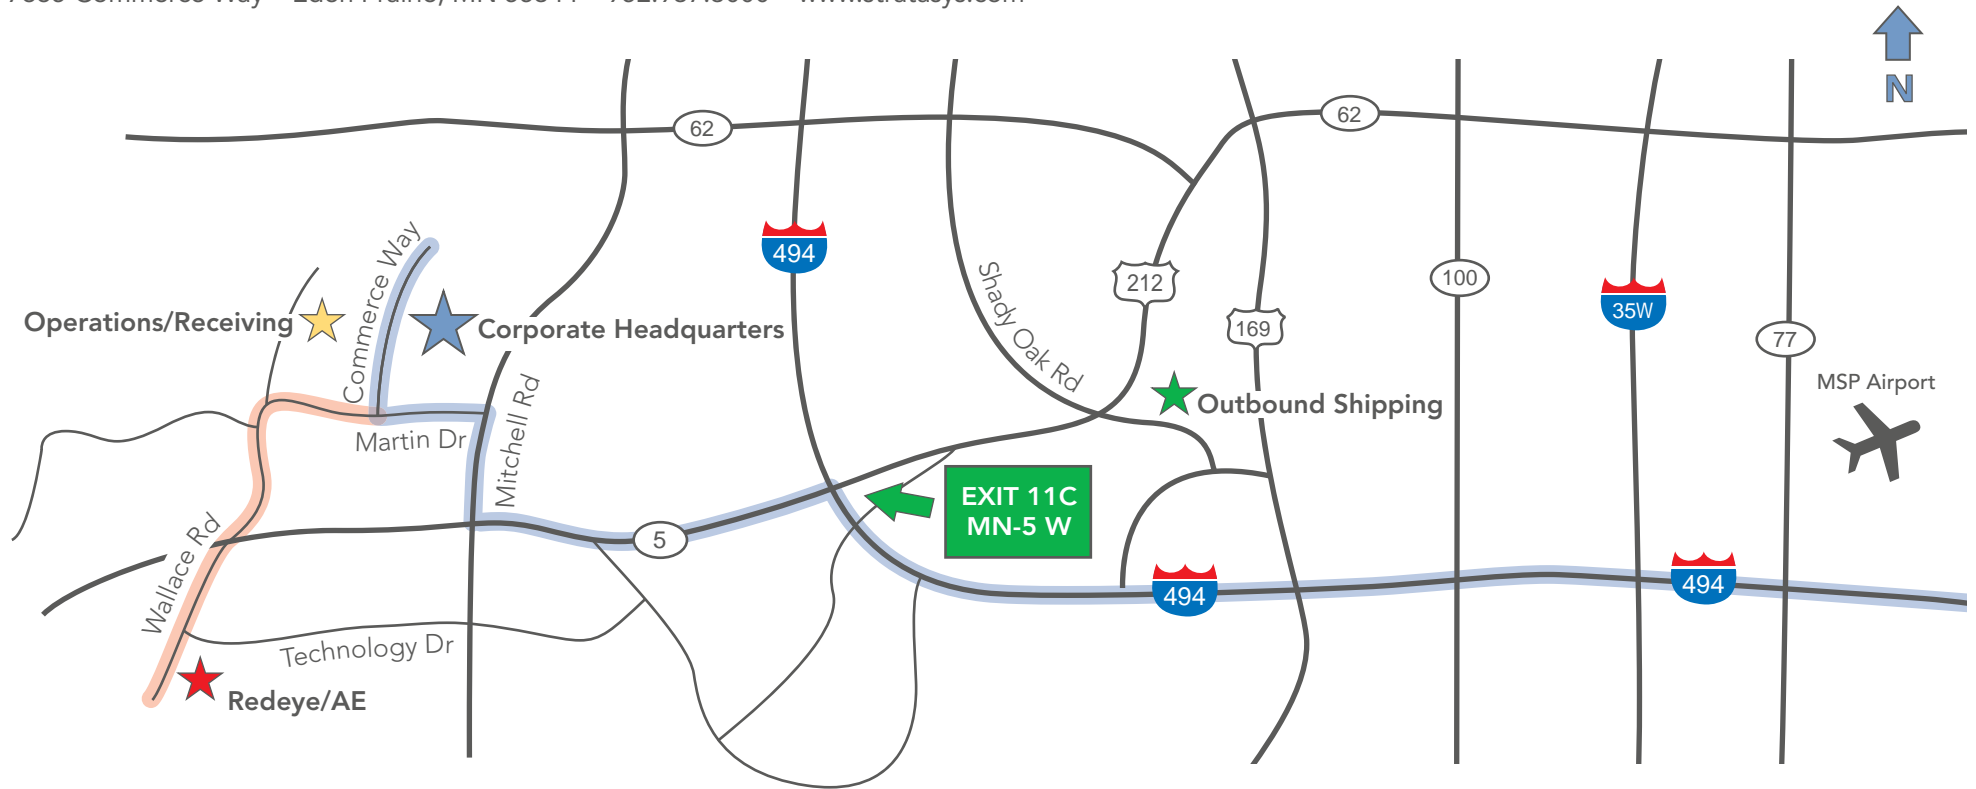 N
62
62
494
Commerce Way
Shady Oak Rd
212
100
35W
Operations/Receiving
Corporate Headquarters
169
77
MSP Airport
Mitchell Rd
Outbound Shipping
Martin Dr
EXIT 11C
MN-5 W
5
Wallace Rd
494
494
Technology Dr
Redeye/AE